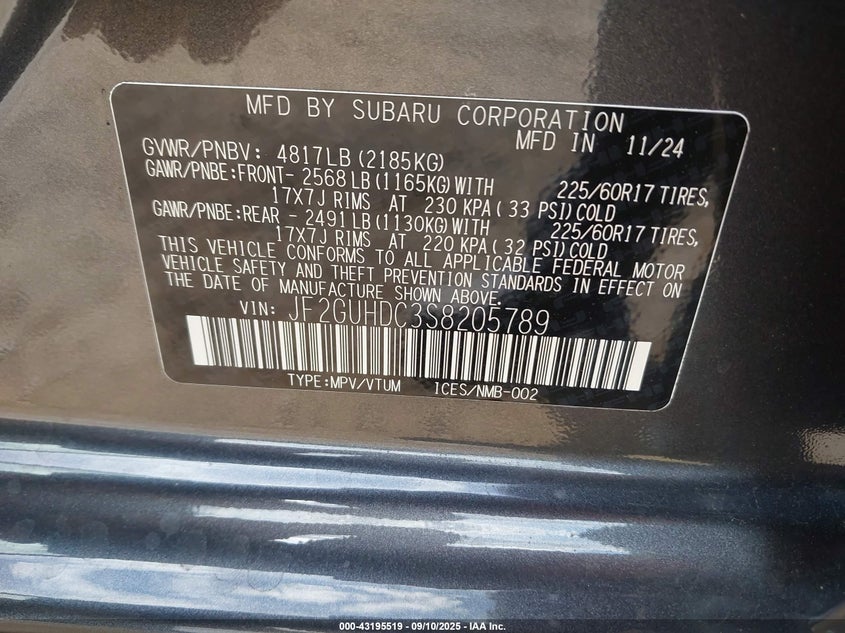 MFD BY SUBARU CORPORATION
MFD IN 11/24
GVWR/PNBV: 4817LB(2185KG)
GAWR/PNBE:FRONT- 2568LB(1165KG)WITH 225/60R17 TIRES,
17X7J RIMS AT 230 KPA( 33 PSI)COLD
GAWR/PNBE:REAR - 2491LB(1130KG)WITH 225/60R17 TIRES,
17X7J RIMS AT 220 KPA( 32 PSI)COLD
THIS VEHICLE CONFORMS TO ALL APPLICABLE FEDERAL MOTOR
VEHICLE SAFETY AND THEFT PREVENTION STANDARDS IN EFFECT ON
THE DATE OF MANUFACTURE SHOWN ABOVE.
VIN: JF2GUHDC3S8205789
TYPE:MPV/VTUM ICES/NMB-002
000-43195519 - 09/10/2025 - IAA Inc.